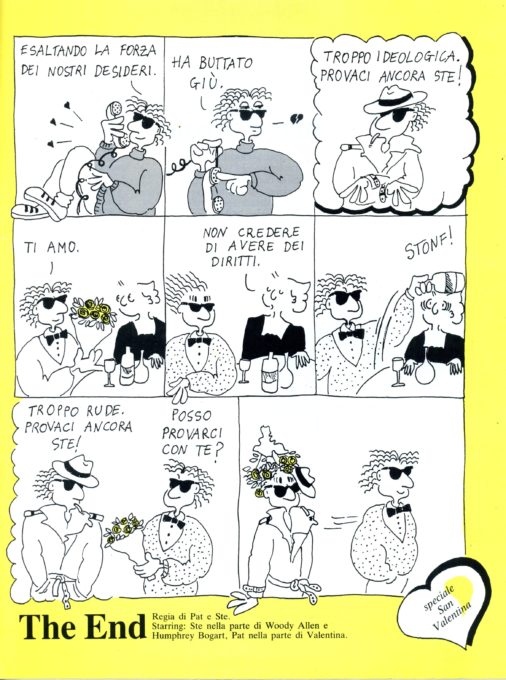 ESALTANDO LA FORZA
DEI NOSTRI DESIDERI.
HA BUTTATO
GIÙ.
TROPPO IDEOLOGICA.
PROVACI ANCORA STE!
TI AMO.
NON CREDERE
DI AVERE DEI
DIRITTI.
STONF!
TROPPO RUDE.
PROVACI ANCORA
STE!
POSSO
PROVARCI
CON TE?
The End
Regia di Pat e Ste.
Starring: Ste nella parte di Woody Allen e
Humphrey Bogart, Pat nella parte di Valentina.
speciale
San
Valentina